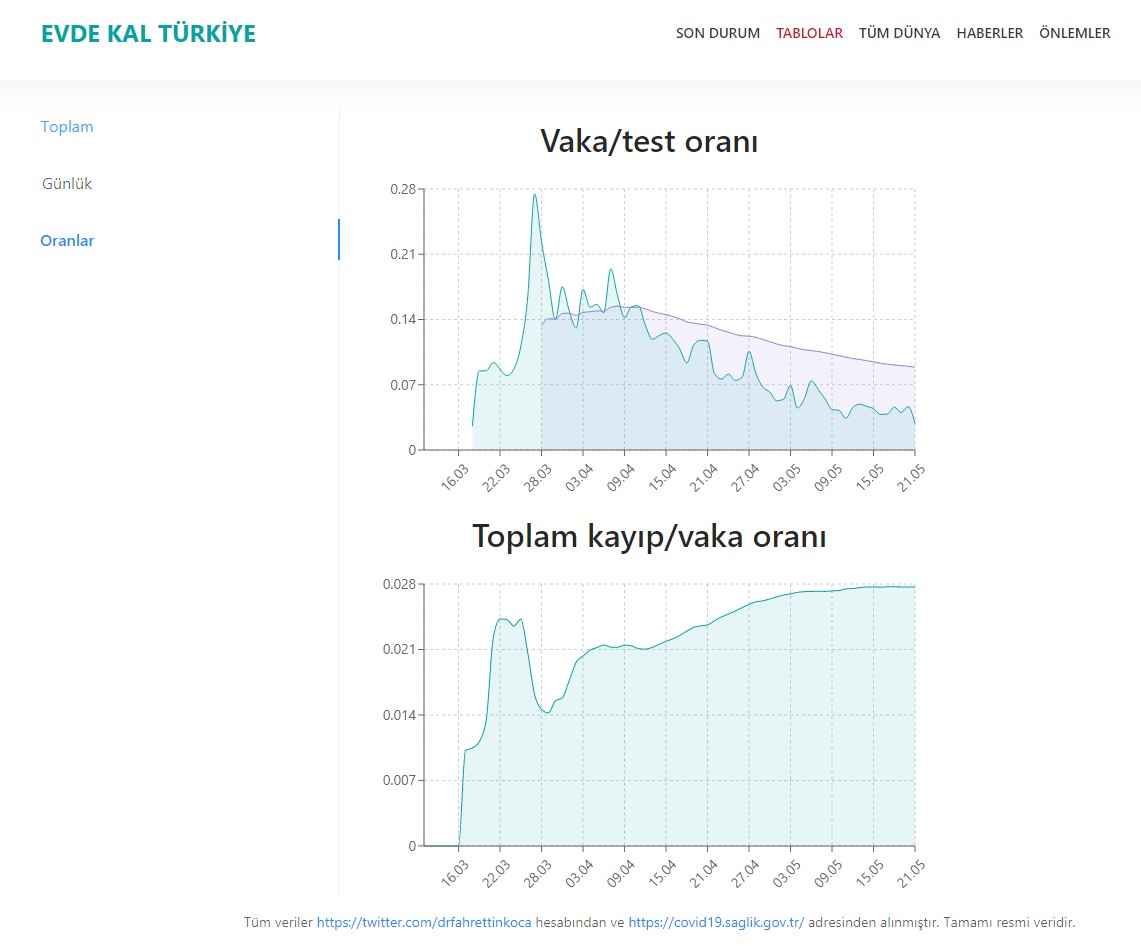 EVDE KAL TÜRKİYE
SON DURUM TABLOLAR TÜM DÜNYA HABERLER ÖNLEMLER
Toplam
Günlük
Oranlar
Vaka/test oranı
0.28
0.21
0.14
0.07
0
16.03 22.03 28.03 03.04 09.04 15.04 21.04 27.04 03.05 09.05 15.05 21.05
Toplam kayıp/vaka oranı
0.028
0.021
0.014
0.007
0
16.03 22.03 28.03 03.04 09.04 15.04 21.04 27.04 03.05 09.05 15.05 21.05
Tüm veriler https://twitter.com/drfahrettinkoca hesabından ve https://covid19.saglik.gov.tr/ adresinden alınmıştır. Tamamı resmi veridir.